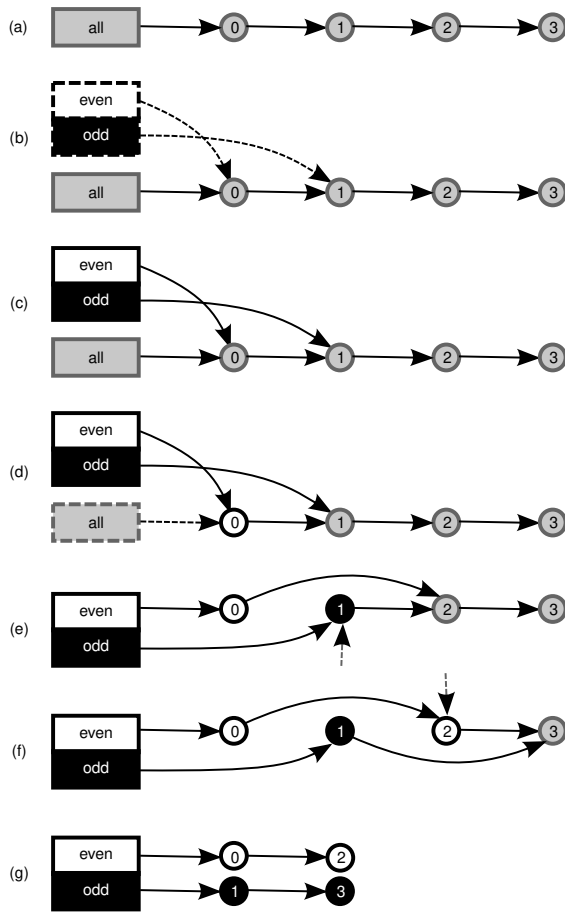 (a) all 0 1 2 3
even
(b) odd
all 0 1 2 3
even
(c) odd
all 0 1 2 3
even
(d) odd
all 0 1 2 3
even 0 1 2 3
(e) odd
even 0 1 2 3
(f) odd
even 0 2
(g) odd 1 3